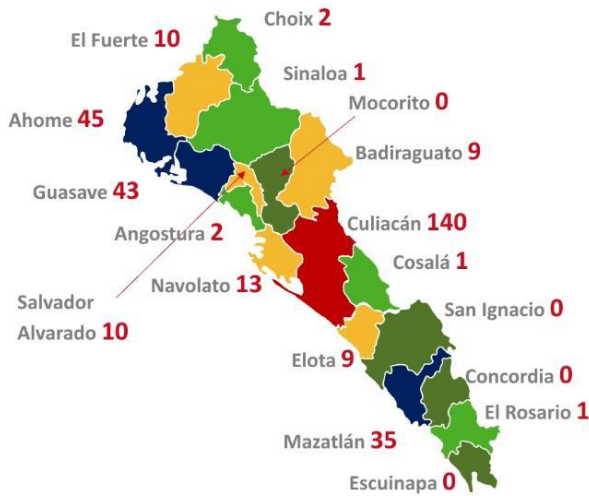 Choix 2
El Fuerte 10
Sinaloa 1
Mocorito 0
Ahome 45
Badiraguato 9
Guasave 43
Culiacán 140
Angostura 2
Cosalá 1
Navolato 13
Salvador
Alvarado 10
San Ignacio 0
Elota 9
Concordia 0
El Rosario 1
Mazatlán 35
Escuinapa 0